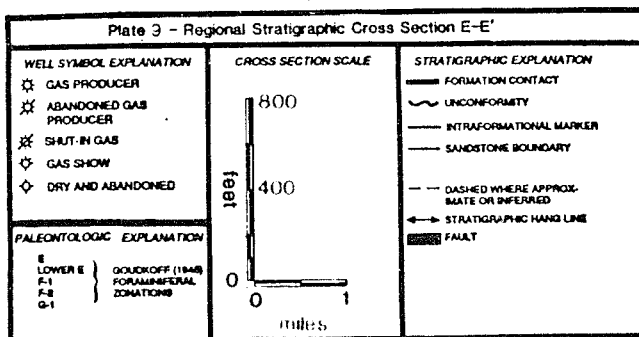 Plate 9 - Regional Stratigraphic Cross Section E-E'
WELL SYMBOL EXPLANATION
GAS PRODUCER
ABANDONED GAS
PRODUCER
SHUT-IN GAS
GAS SHOW
DRY AND ABANDONED
PALEONTOLOGIC EXPLANATION
E
LOWER E
F-1
F-2
G-1
GOUDKOFF (1945)
FORAMINIFERAL
ZONATIONS
CROSS SECTION SCALE
800
400
0
feet
0 1
miles
STRATIGRAPHIC EXPLANATION
FORMATION CONTACT
UNCONFORMITY
INTRAFORMATIONAL MARKER
SANDSTONE BOUNDARY
DASHED WHERE APPROX-
IMATE OR INFERRED
STRATIGRAPHIC HANG LINE
FAULT